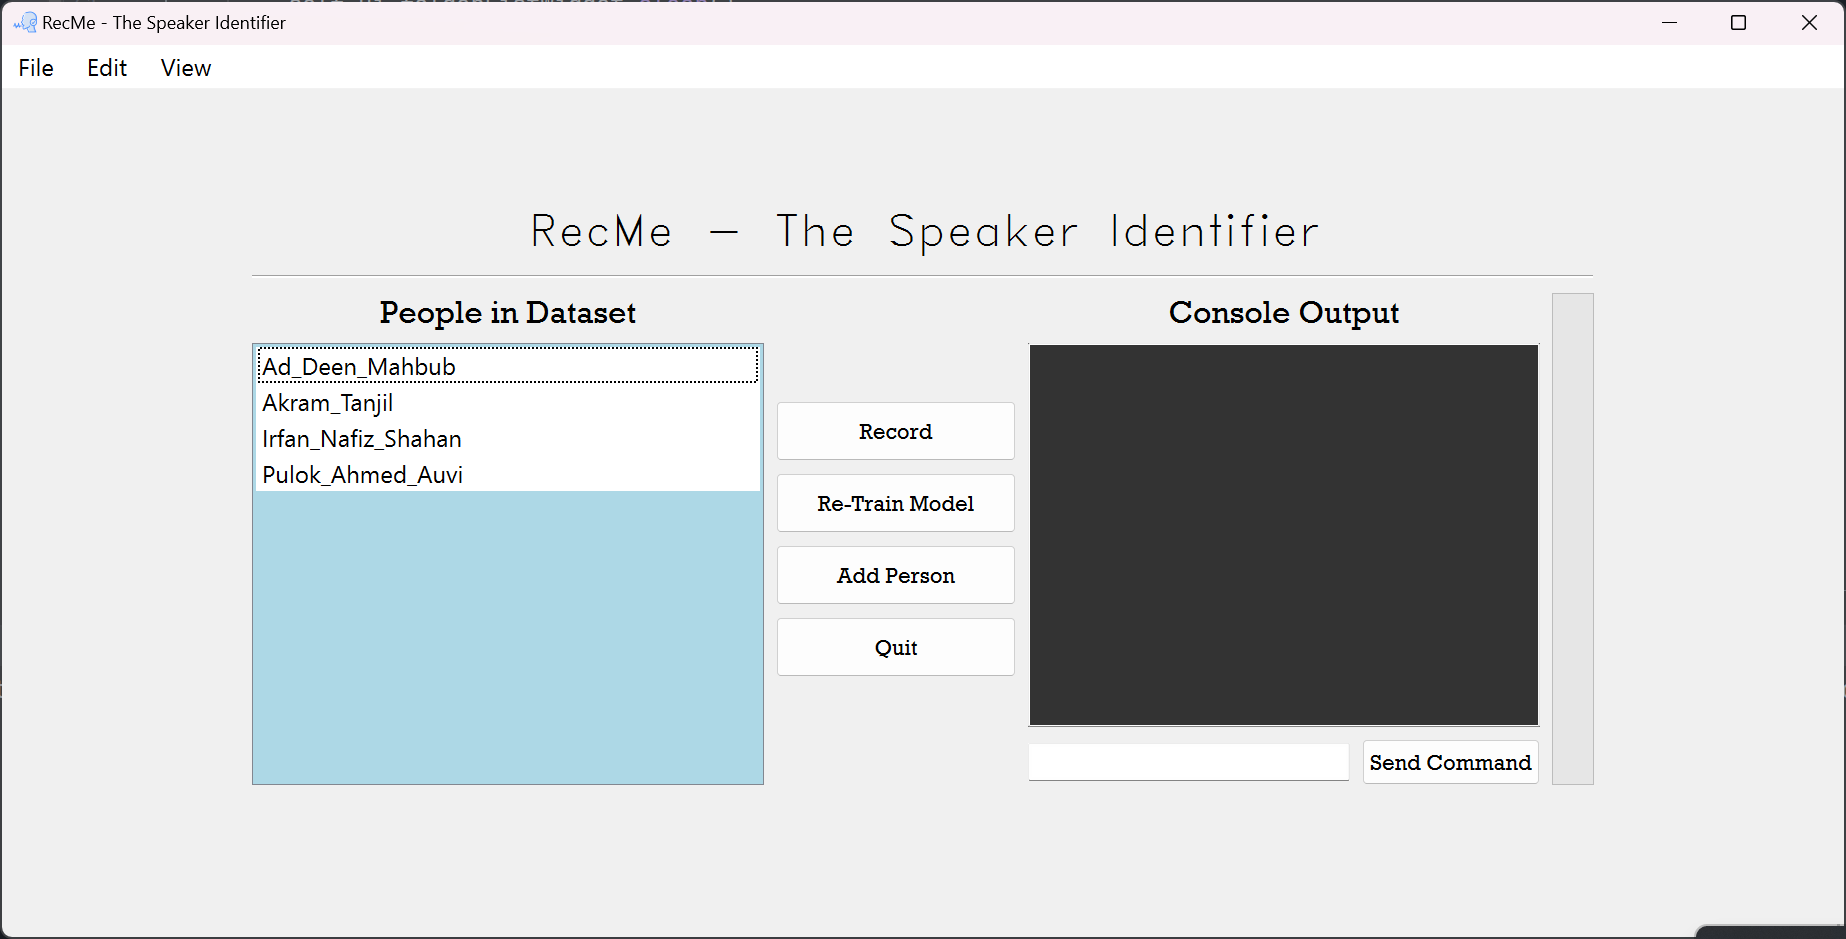 RecMe - The Speaker Identifier
File Edit View
RecMe - The Speaker Identifier
People in Dataset
Ad_Deen_Mahbub
Akram_Tanjil
Irfan_Nafiz_Shahan
Pulok_Ahmed_Auvi
Record
Re-Train Model
Add Person
Quit
Console Output
Send Command